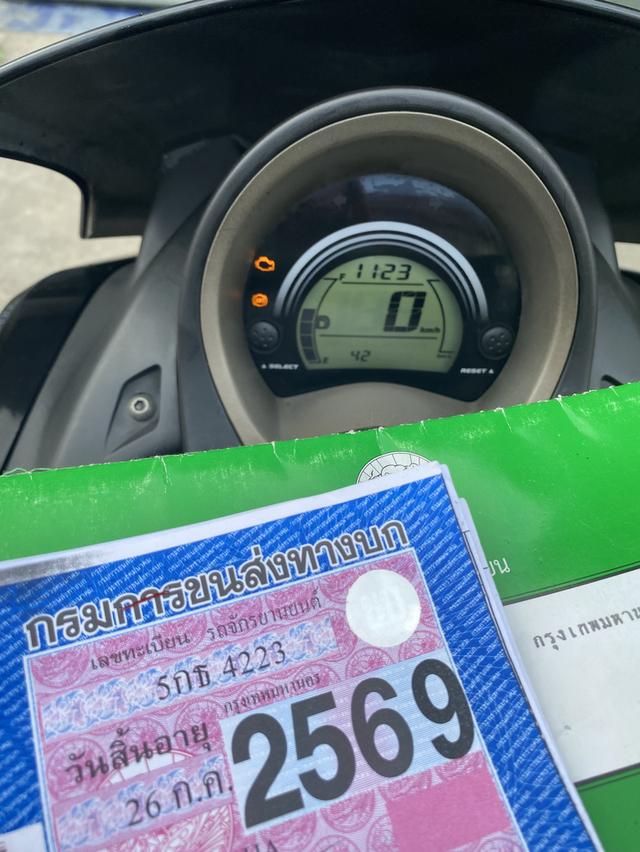 F 1123
0 km/h
E 42
▲ SELECT
RESET ▲
กรมการขนส่งทางบก
เลขทะเบียน รถจักรยานยนต์
5กธ 4223
กรุงเทพมหานคร
วันสิ้นอายุ
26 ก.ค. 2569
กรุงเทพมหาน